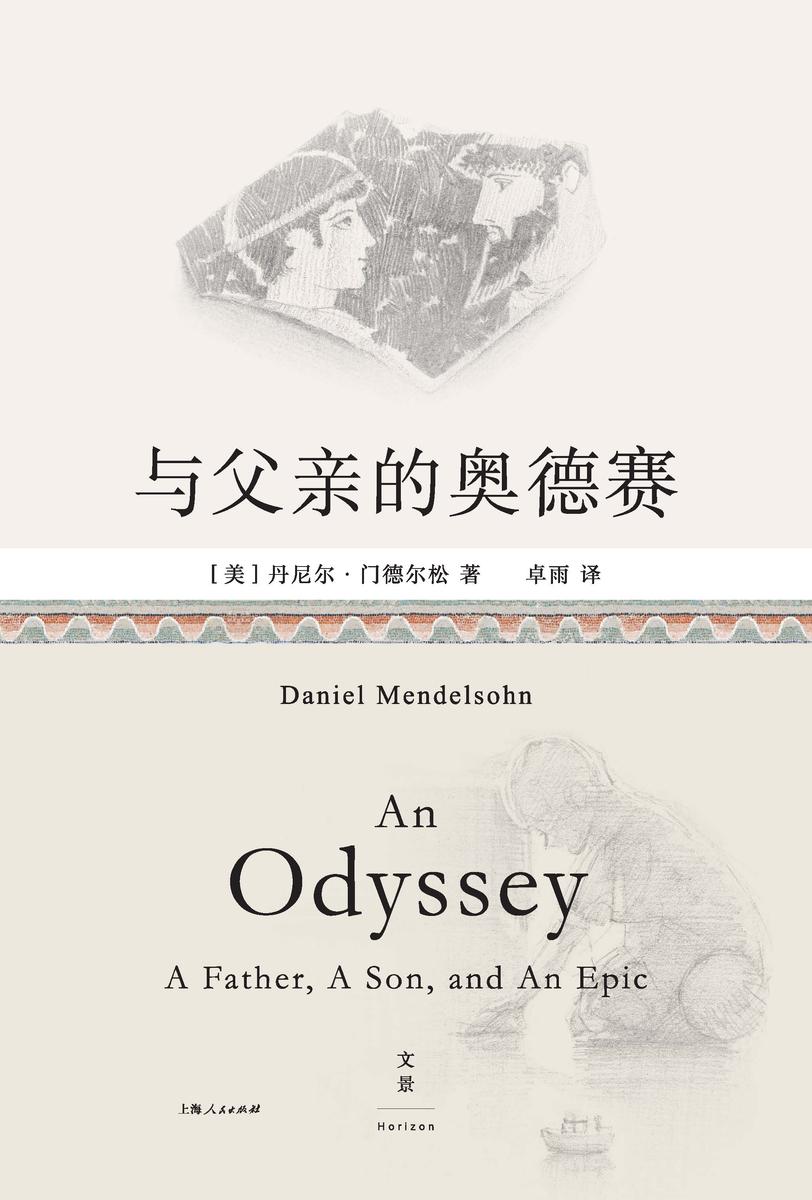 与父亲的奥德赛
[美] 丹尼尔·门德尔松 著 卓雨 译
Daniel Mendelsohn
An
Odyssey
A Father, A Son, and An Epic
文
景
上海人民出版社
Horizon